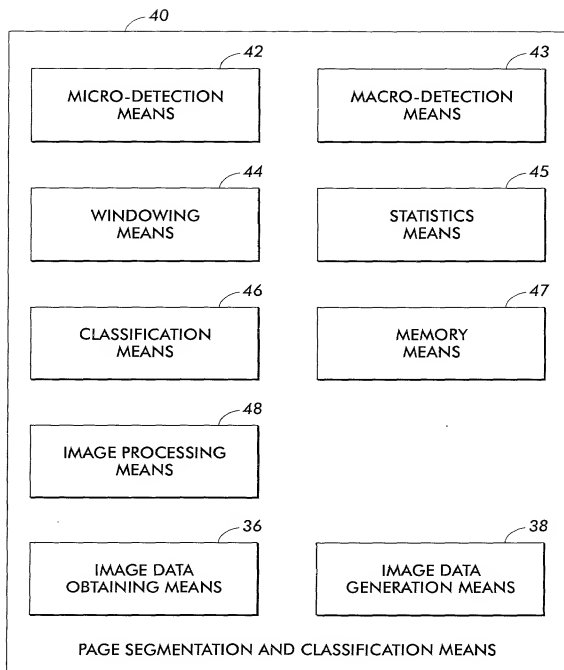 40
42
43
MICRO-DETECTION
MEANS
MACRO-DETECTION
MEANS
44
45
WINDOWING
MEANS
STATISTICS
MEANS
46
47
CLASSIFICATION
MEANS
MEMORY
MEANS
48
IMAGE PROCESSING
MEANS
36
38
IMAGE DATA
OBTAINING MEANS
IMAGE DATA
GENERATION MEANS
PAGE SEGMENTATION AND CLASSIFICATION MEANS